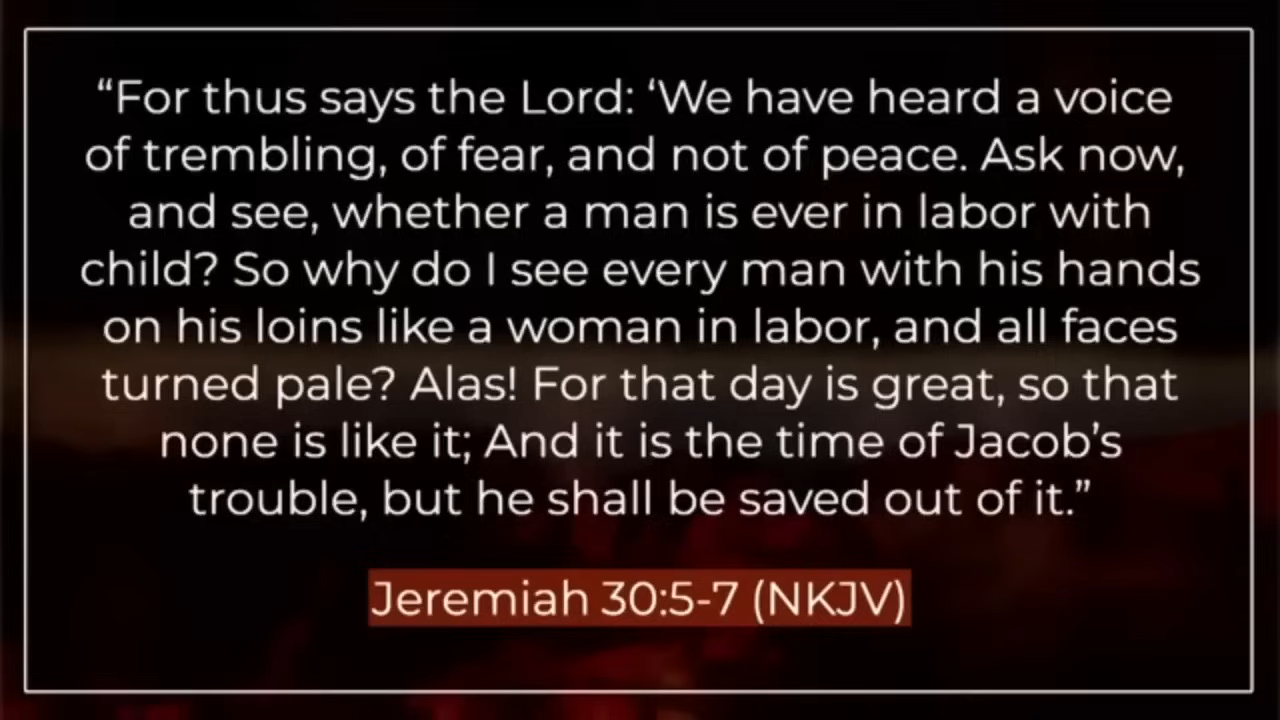 “For thus says the Lord: ‘We have heard a voice
of trembling, of fear, and not of peace. Ask now,
and see, whether a man is ever in labor with
child? So why do I see every man with his hands
on his loins like a woman in labor, and all faces
turned pale? Alas! For that day is great, so that
none is like it; And it is the time of Jacob’s
trouble, but he shall be saved out of it.”
Jeremiah 30:5-7 (NKJV)